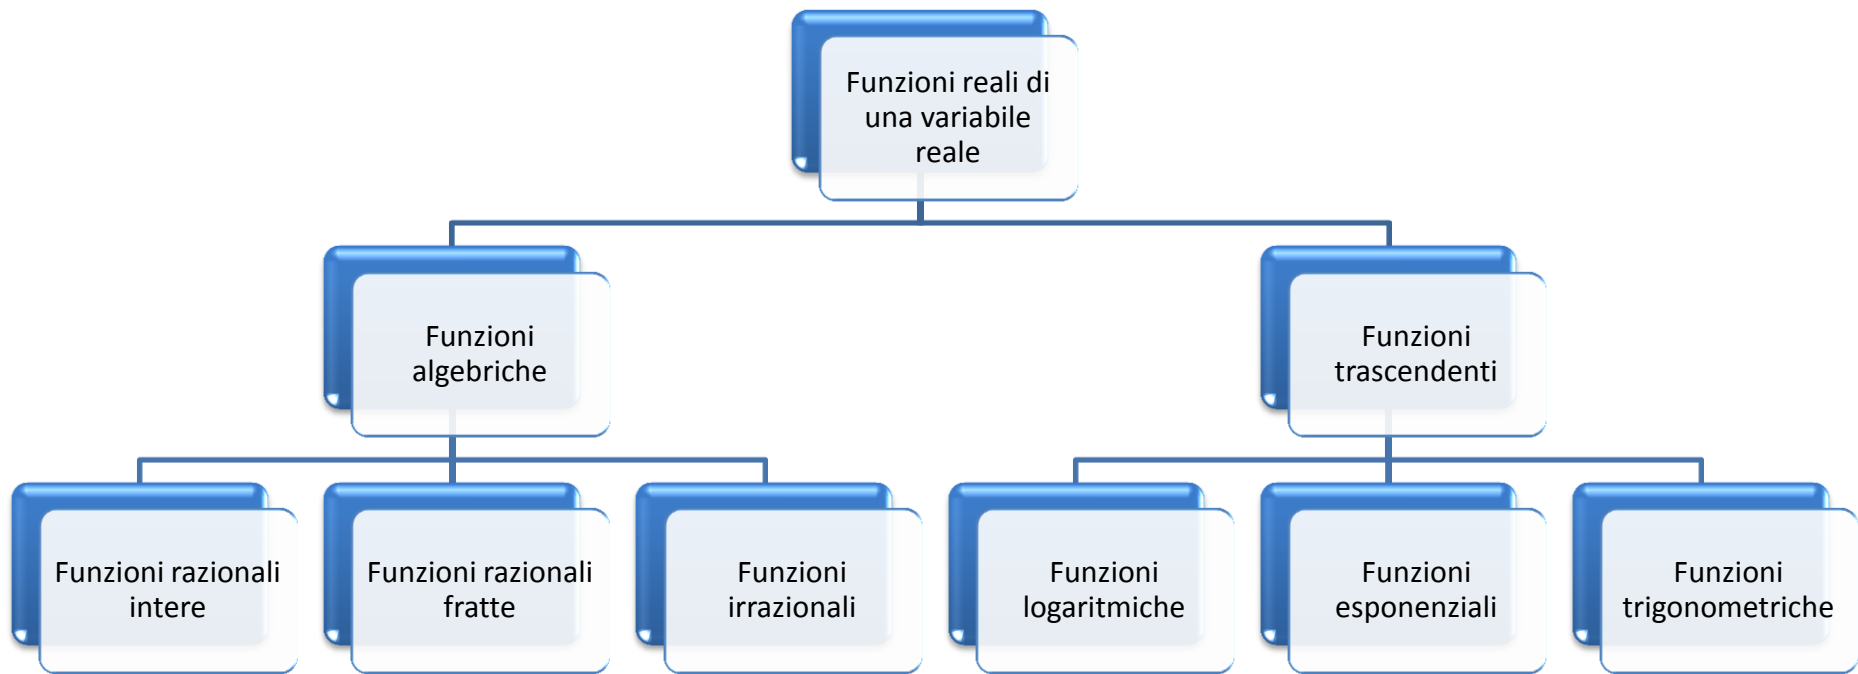 Funzioni reali di
una variabile
reale
Funzioni
algebriche
Funzioni
trascendenti
Funzioni razionali
intere
Funzioni razionali
fratte
Funzioni
irrazionali
Funzioni
logaritmiche
Funzioni
esponenziali
Funzioni
trigonometriche